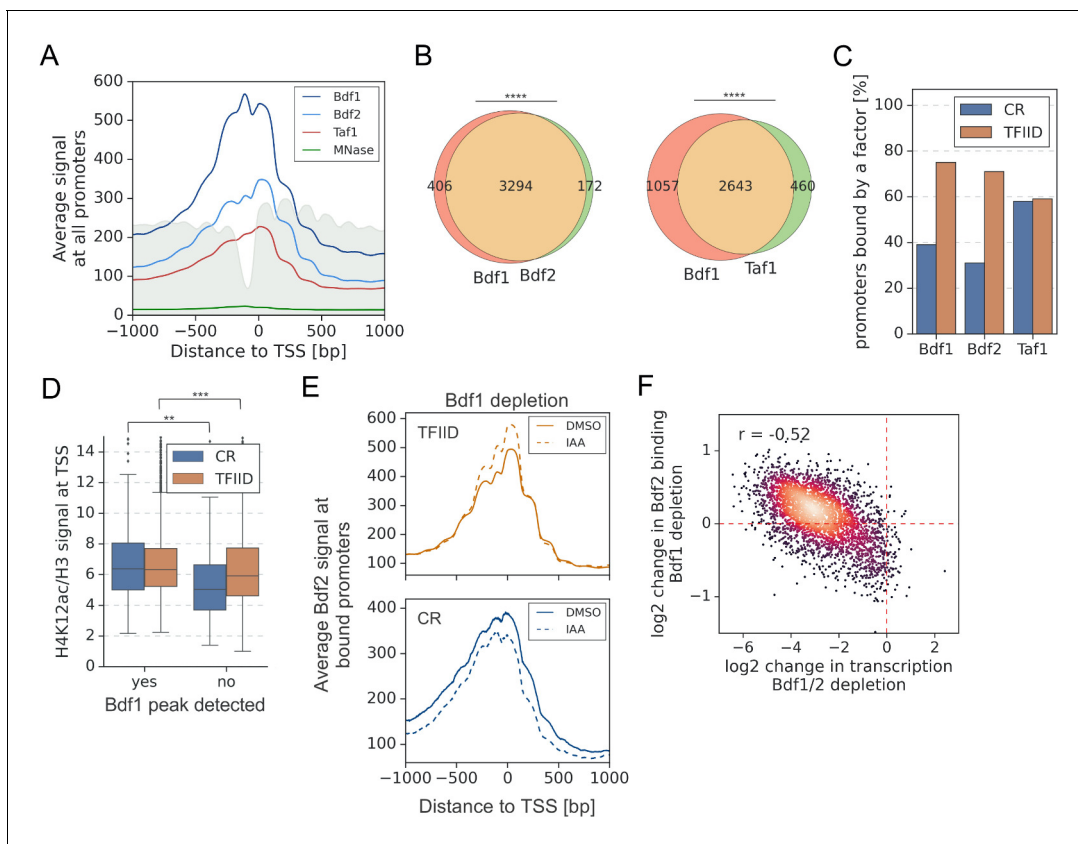 A
Average signal
at all promoters
600
500
400
300
200
100
0
Bdf1
Bdf2
Taf1
MNase
−1000
−500
0
500
1000
Distance to TSS [bp]
B
****
406
3294
172
Bdf1
Bdf2
****
1057
2643
460
Bdf1
Taf1
C
promoters bound by a factor [%]
100
80
60
40
20
0
CR
TFIID
Bdf1
Bdf2
Taf1
D
H4K12ac/H3 signal at TSS
***
**
14
12
10
8
6
4
2
0
CR
TFIID
yes
no
Bdf1 peak detected
E
Bdf1 depletion
Average Bdf2 signal at
bound promoters
600
500
400
300
200
100
TFIID
DMSO
IAA
400
300
200
100
CR
DMSO
IAA
−1000
−500
0
500
1000
Distance to TSS [bp]
F
log2 change in Bdf2 binding
Bdf1 depletion
r = -0.52
1
0
−1
−6
−4
−2
0
2
log2 change in transcription
Bdf1/2 depletion